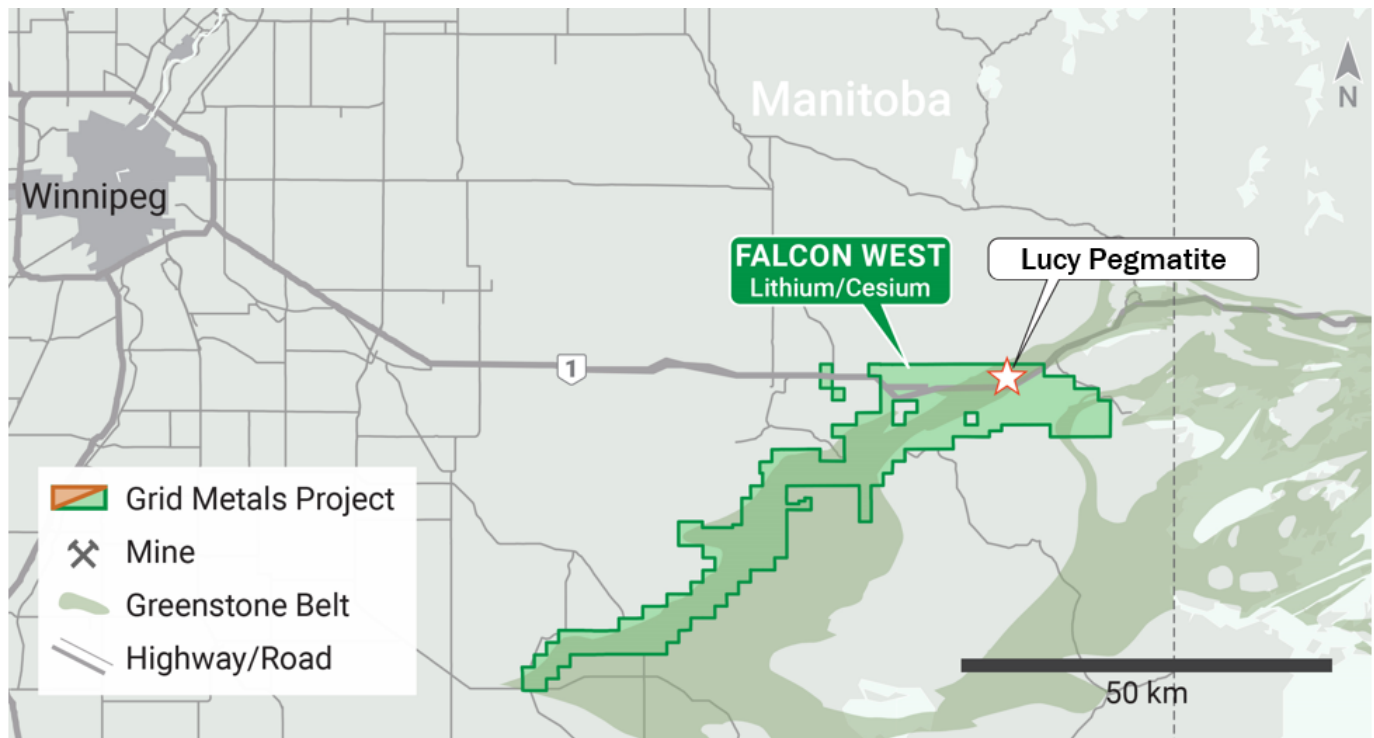 Manitoba
N
Winnipeg
FALCON WEST
Lithium/Cesium
Lucy Pegmatite
1
Grid Metals Project
Mine
Greenstone Belt
Highway/Road
50 km